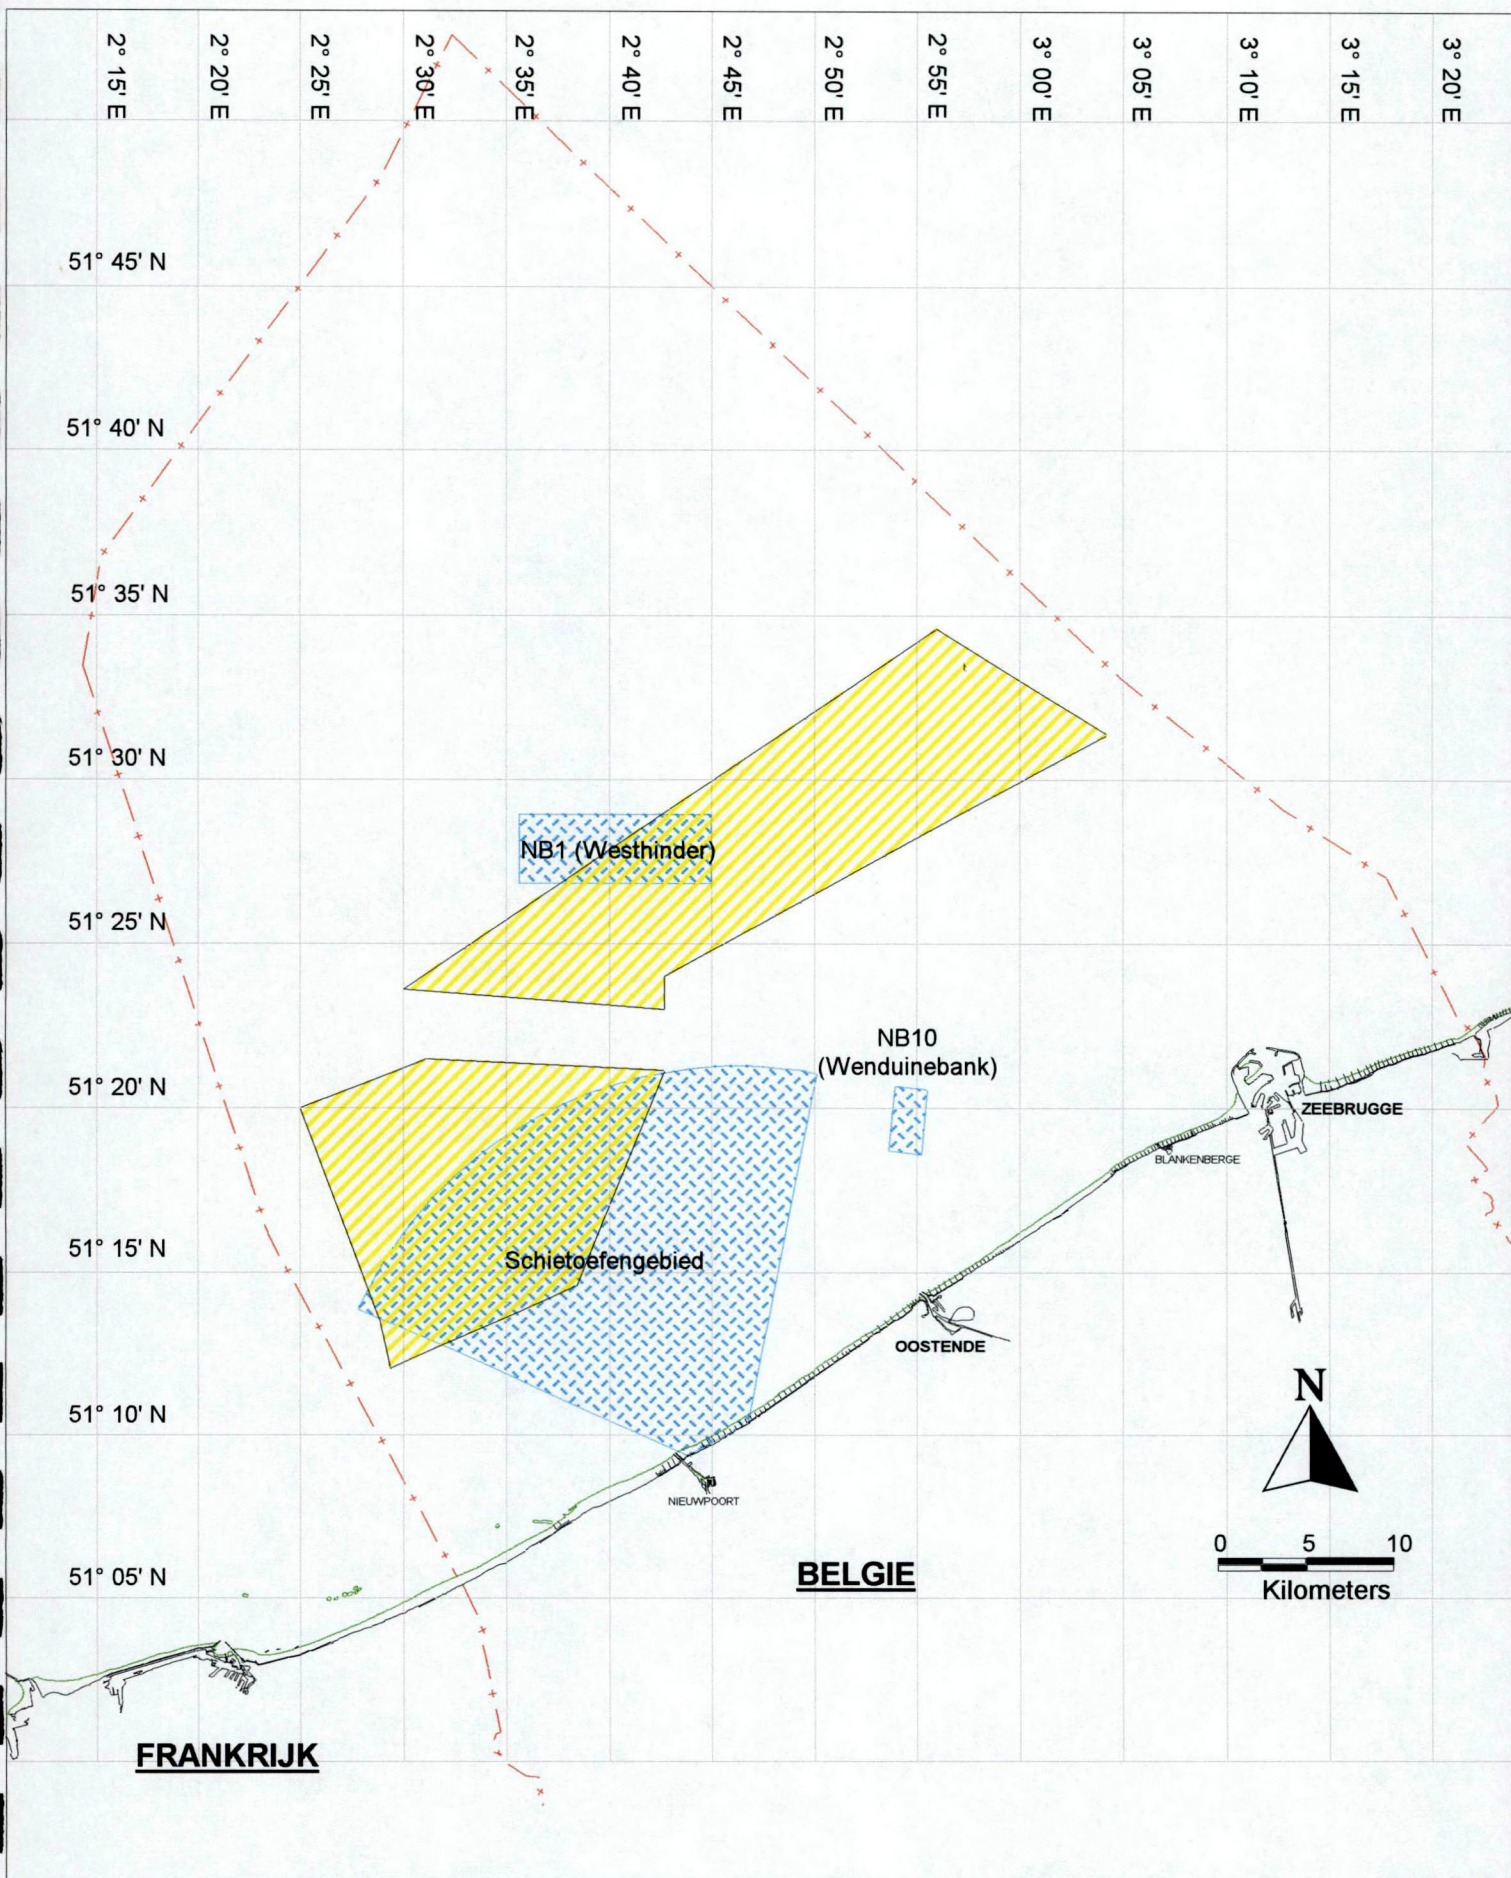 2° 15' E
2° 20' E
2° 25' E
2° 30' E
2° 35' E
2° 40' E
2° 45' E
2° 50' E
2° 55' E
3° 00' E
3° 05' E
3° 10' E
3° 15' E
3° 20' E
51° 45' N
51° 40' N
51° 35' N
51° 30' N
NB1 (Westhinder)
51° 25' N
NB10
(Wenduinebank)
51° 20' N
ZEEBRUGGE
BLANKENBERGE
51° 15' N
Schietoefengebied
OOSTENDE
N
51° 10' N
NIEUWPOORT
0 5 10
Kilometers
51° 05' N
BELGIE
FRANKRIJK